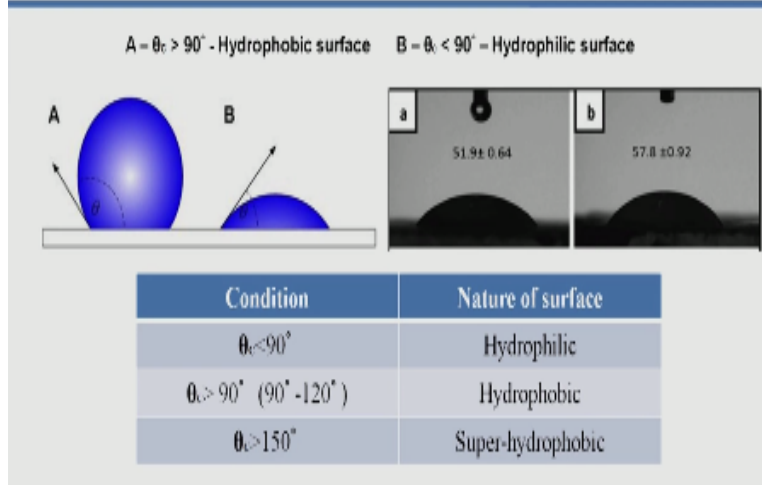 A – θc > 90° - Hydrophobic surface B – θc < 90° – Hydrophilic surface
A
θ
B
θ
a
51.9± 0.64
b
57.8 ±0.92
Condition Nature of surface
θc<90° Hydrophilic
θc> 90° (90° -120° ) Hydrophobic
θc>150° Super-hydrophobic